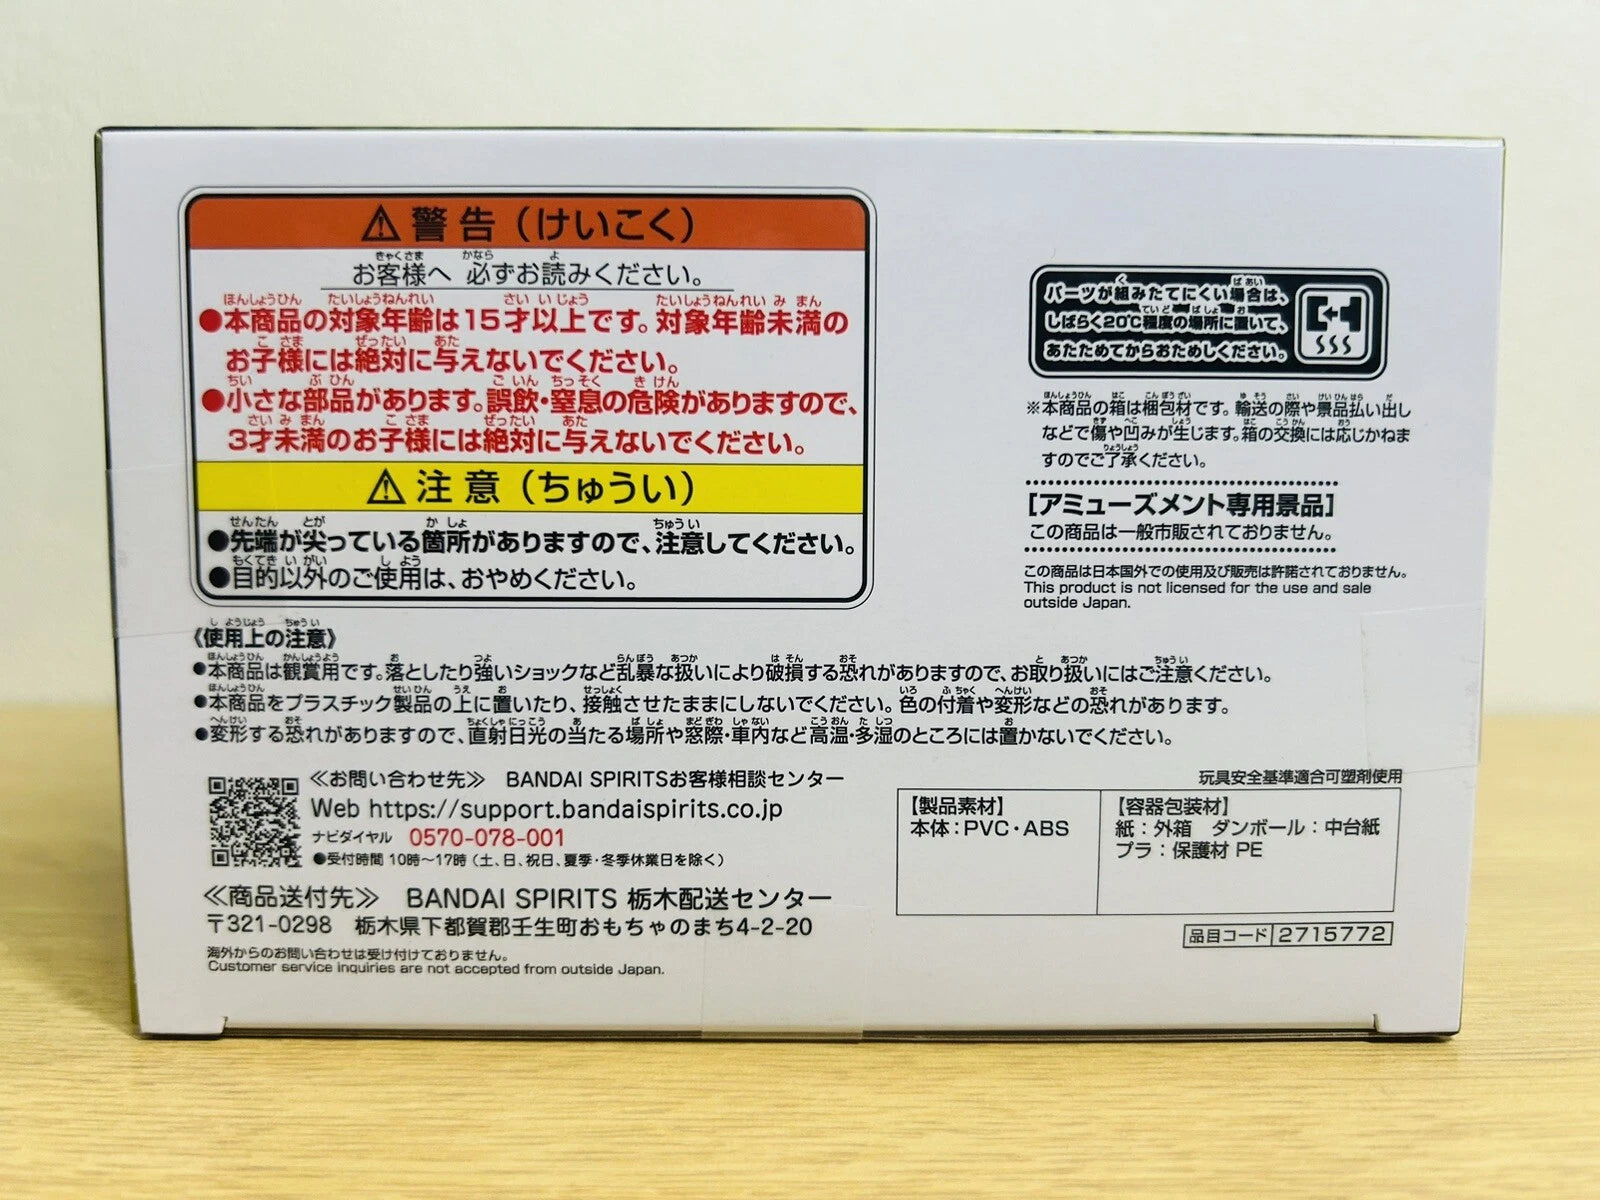 ⚠警告(けいこく)
お客様へ 必ずお読みください。
●本商品の対象年齢は15才以上です。対象年齢未満の
お子様には絶対に与えないでください。
●小さな部品があります。誤飲・窒息の危険がありますので、
3才未満のお子様には絶対に与えないでください。
⚠注意(ちゅうい)
●先端が尖っている箇所がありますので、注意してください。
●目的以外のご使用は、おやめください。
パーツが組みたてにくい場合は、
しばらく20℃程度の場所に置いて、
あたためてからおためしください。
※本商品の箱は梱包材です。輸送の際や景品払い出し
などで傷や凹みが生じます。箱の交換には応じかねま
すのでご了承ください。
[アミューズメント専用景品]
この商品は一般市販されておりません。
この商品は日本国外での使用及び販売は許諾されておりません。
This product is not licensed for the use and sale
outside Japan.
《使用上の注意》
●本商品は観賞用です。落としたり強いショックなど乱暴な扱いにより破損する恐れがありますので、お取り扱いにはご注意ください。
●本商品をプラスチック製品の上に置いたり、接触させたままにしないでください。色の付着や変形などの恐れがあります。
●変形する恐れがありますので、直射日光の当たる場所や窓際・車内など高温・多湿のところには置かないでください。
≪お問い合わせ先≫ BANDAI SPIRITSお客様相談センター
Web https://support.bandaispirits.co.jp
ナビダイヤル 0570-078-001
●受付時間 10時～17時(土、日、祝日、夏季・冬季休業日を除く)
≪商品送付先≫ BANDAI SPIRITS 栃木配送センター
〒321-0298 栃木県下都賀郡壬生町おもちゃのまち4-2-20
海外からのお問い合わせは受け付けておりません。
Customer service inquiries are not accepted from outside Japan.
玩具安全基準適合可塑剤使用
【製品素材】
本体：PVC・ABS
【容器包装材】
紙：外箱 ダンボール：中台紙
プラ：保護材 PE
品目コード 2715772